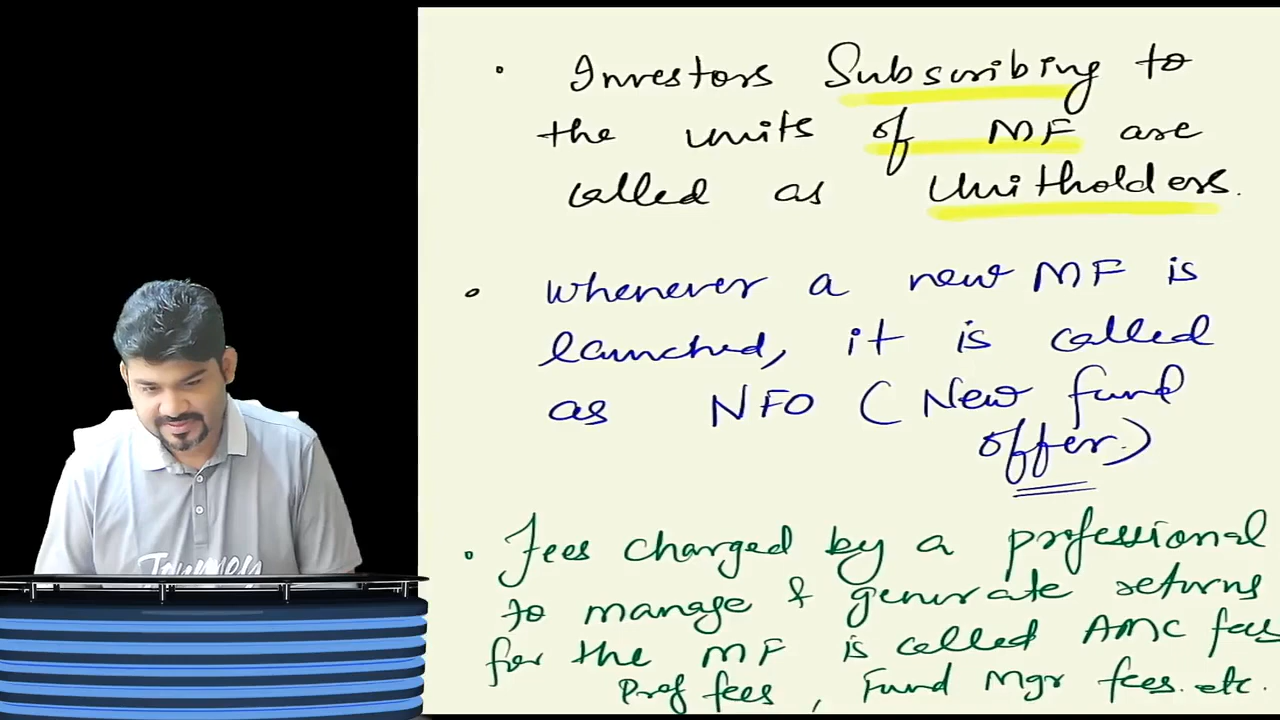 Journey
• Investors Subscribing to
the units of MF are
called as Unitholders.
• Whenever a new MF is
launched, it is called
as NFO (New fund
offer.)
• Fees charged by a professional
to manage & generate returns
for the MF is called AMC fees
Prof fees, Fund Mgr fees. etc.